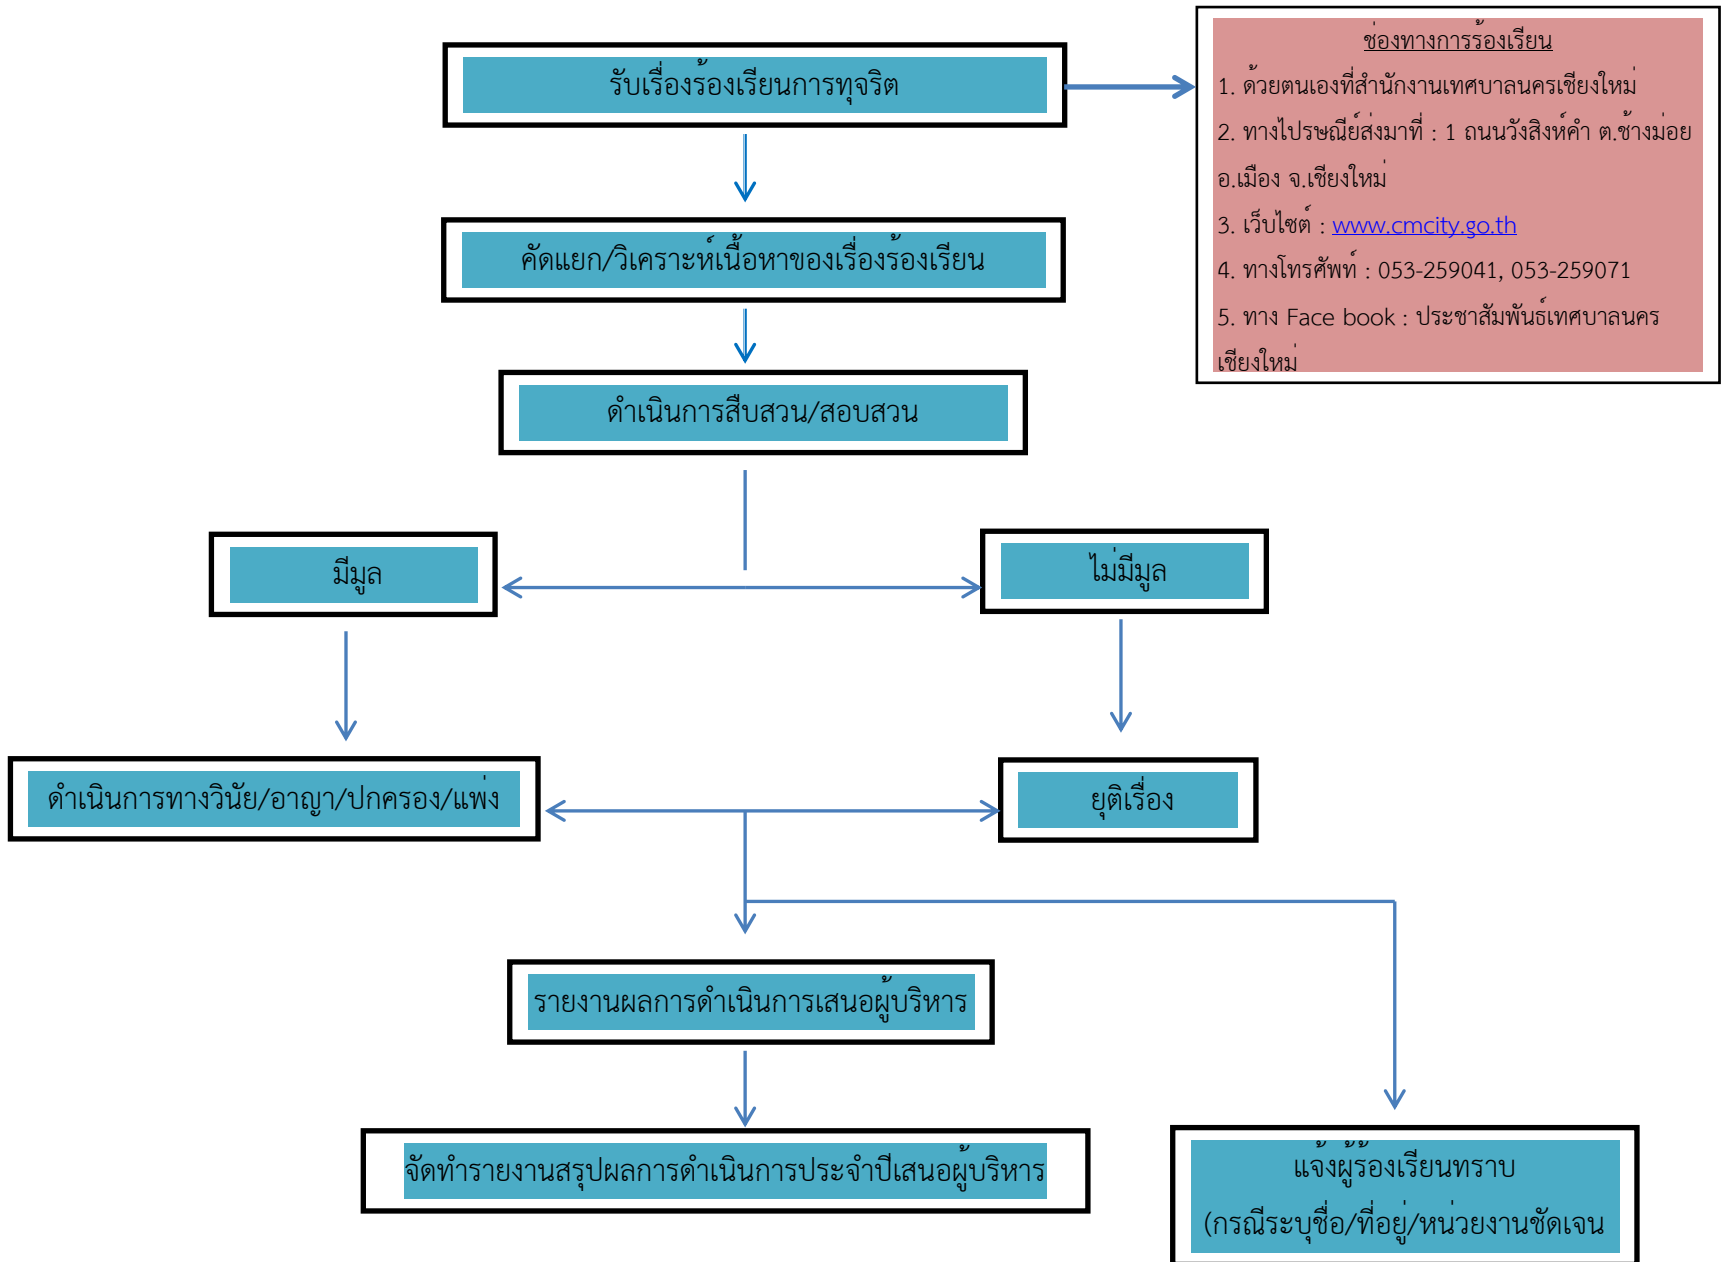 รับเรื่องร้องเรียนการทุจริต
ช่องทางการร้องเรียน
1. ด้วยตนเองที่สำนักงานเทศบาลนครเชียงใหม่
2. ทางไปรษณีย์ส่งมาที่ : 1 ถนนวังสิงห์คำ ต.ช้างม่อย
อ.เมือง จ.เชียงใหม่
3. เว็บไซต์ : www.cmcity.go.th
4. ทางโทรศัพท์ : 053-259041, 053-259071
5. ทาง Face book : ประชาสัมพันธ์เทศบาลนคร
เชียงใหม่
คัดแยก/วิเคราะห์เนื้อหาของเรื่องร้องเรียน
ดำเนินการสืบสวน/สอบสวน
มีมูล
ไม่มีมูล
ดำเนินการทางวินัย/อาญา/ปกครอง/แพ่ง
ยุติเรื่อง
รายงานผลการดำเนินการเสนอผู้บริหาร
จัดทำรายงานสรุปผลการดำเนินการประจำปีเสนอผู้บริหาร
แจ้งผู้ร้องเรียนทราบ
(กรณีระบุชื่อ/ที่อยู่/หน่วยงานชัดเจน